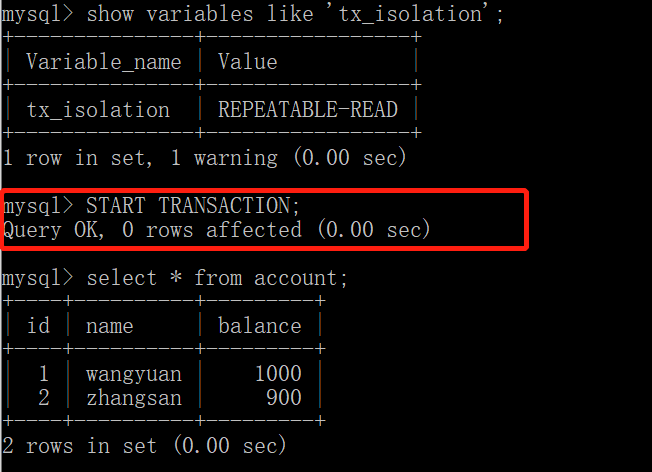 mysql> show variables like 'tx_isolation';
+---------------+-----------------+
| Variable_name | Value           |
+---------------+-----------------+
| tx_isolation  | REPEATABLE-READ |
+---------------+-----------------+
1 row in set, 1 warning (0.00 sec)
mysql> START TRANSACTION;
Query OK, 0 rows affected (0.00 sec)
mysql> select * from account;
+----+----------+---------+
| id | name     | balance |
+----+----------+---------+
|  1 | wangyuan |    1000 |
|  2 | zhangsan |     900 |
+----+----------+---------+
2 rows in set (0.00 sec)